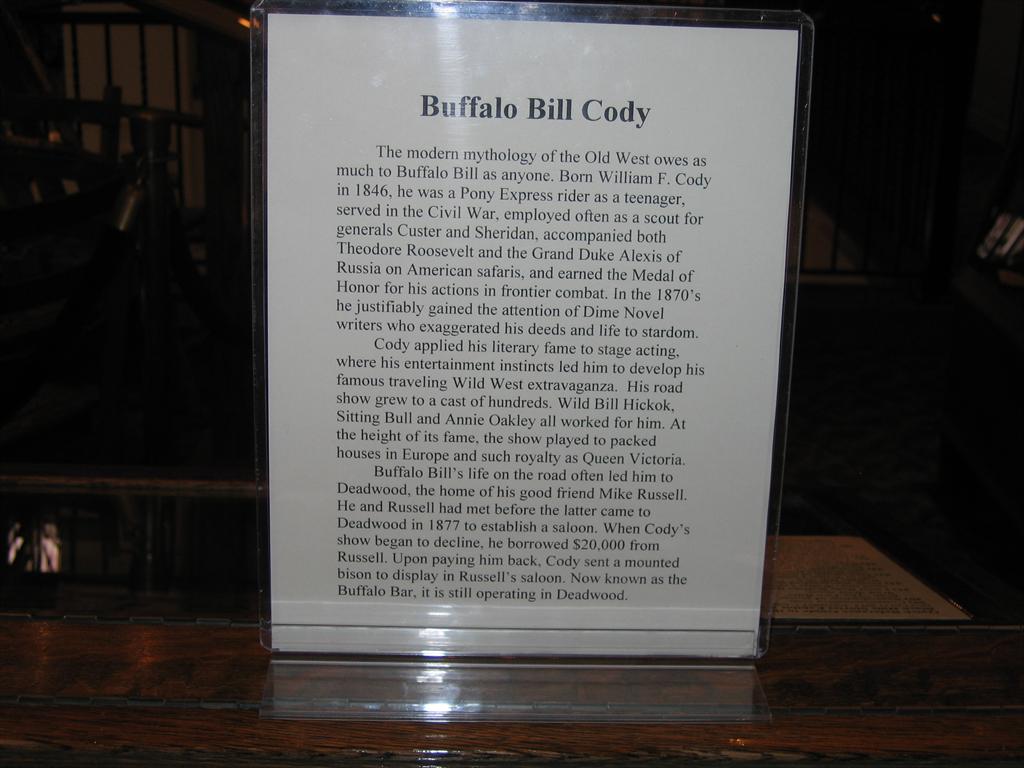 Buffalo Bill Cody
The modern mythology of the Old West owes as
much to Buffalo Bill as anyone. Born William F. Cody
in 1846, he was a Pony Express rider as a teenager,
served in the Civil War, employed often as a scout for
generals Custer and Sheridan, accompanied both
Theodore Roosevelt and the Grand Duke Alexis of
Russia on American safaris, and earned the Medal of
Honor for his actions in frontier combat. In the 1870's
he justifiably gained the attention of Dime Novel
writers who exaggerated his deeds and life to stardom.
Cody applied his literary fame to stage acting,
where his entertainment instincts led him to develop his
famous traveling Wild West extravaganza. His road
show grew to a cast of hundreds. Wild Bill Hickok,
Sitting Bull and Annie Oakley all worked for him. At
the height of its fame, the show played to packed
houses in Europe and such royalty as Queen Victoria.
Buffalo Bill's life on the road often led him to
Deadwood, the home of his good friend Mike Russell.
He and Russell had met before the latter came to
Deadwood in 1877 to establish a saloon. When Cody's
show began to decline, he borrowed $20,000 from
Russell. Upon paying him back, Cody sent a mounted
bison to display in Russell's saloon. Now known as the
Buffalo Bar, it is still operating in Deadwood.